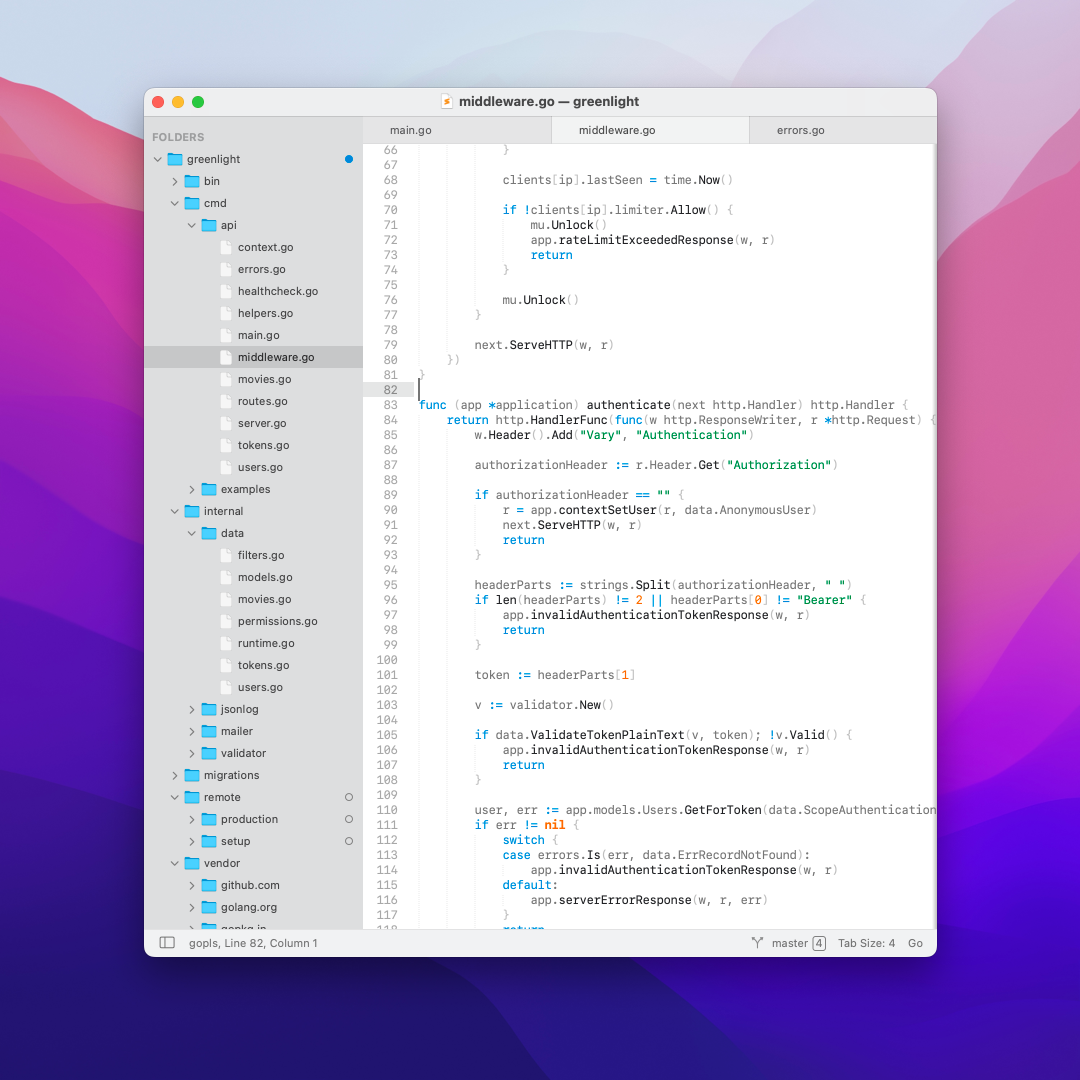 middleware.go — greenlight
FOLDERS
greenlight
bin
cmd
api
context.go
errors.go
healthcheck.go
helpers.go
main.go
middleware.go
movies.go
routes.go
server.go
tokens.go
users.go
examples
internal
data
filters.go
models.go
movies.go
permissions.go
runtime.go
tokens.go
users.go
jsonlog
mailer
validator
migrations
remote
production
setup
vendor
github.com
golang.org
gopkg.in
main.go
middleware.go
errors.go
66 }
67
68 clients[ip].lastSeen = time.Now()
69
70 if !clients[ip].limiter.Allow() {
71 mu.Unlock()
72 app.rateLimitExceededResponse(w, r)
73 return
74 }
75
76 mu.Unlock()
77 }
78
79 next.ServeHTTP(w, r)
80 })
81 }
82
83 func (app *application) authenticate(next http.Handler) http.Handler {
84 return http.HandlerFunc(func(w http.ResponseWriter, r *http.Request) {
85 w.Header().Add("Vary", "Authentication")
86
87 authorizationHeader := r.Header.Get("Authorization")
88
89 if authorizationHeader == "" {
90 r = app.contextSetUser(r, data.AnonymousUser)
91 next.ServeHTTP(w, r)
92 return
93 }
94
95 headerParts := strings.Split(authorizationHeader, " ")
96 if len(headerParts) != 2 || headerParts[0] != "Bearer" {
97 app.invalidAuthenticationTokenResponse(w, r)
98 return
99 }
100
101 token := headerParts[1]
102
103 v := validator.New()
104
105 if data.ValidateTokenPlainText(v, token); !v.Valid() {
106 app.invalidAuthenticationTokenResponse(w, r)
107 return
108 }
109
110 user, err := app.models.Users.GetForToken(data.ScopeAuthentication
111 if err != nil {
112 switch {
113 case errors.Is(err, data.ErrRecordNotFound):
114 app.invalidAuthenticationTokenResponse(w, r)
115 default:
116 app.serverErrorResponse(w, r, err)
117 }
118 return
gopls, Line 82, Column 1
master 4
Tab Size: 4
Go